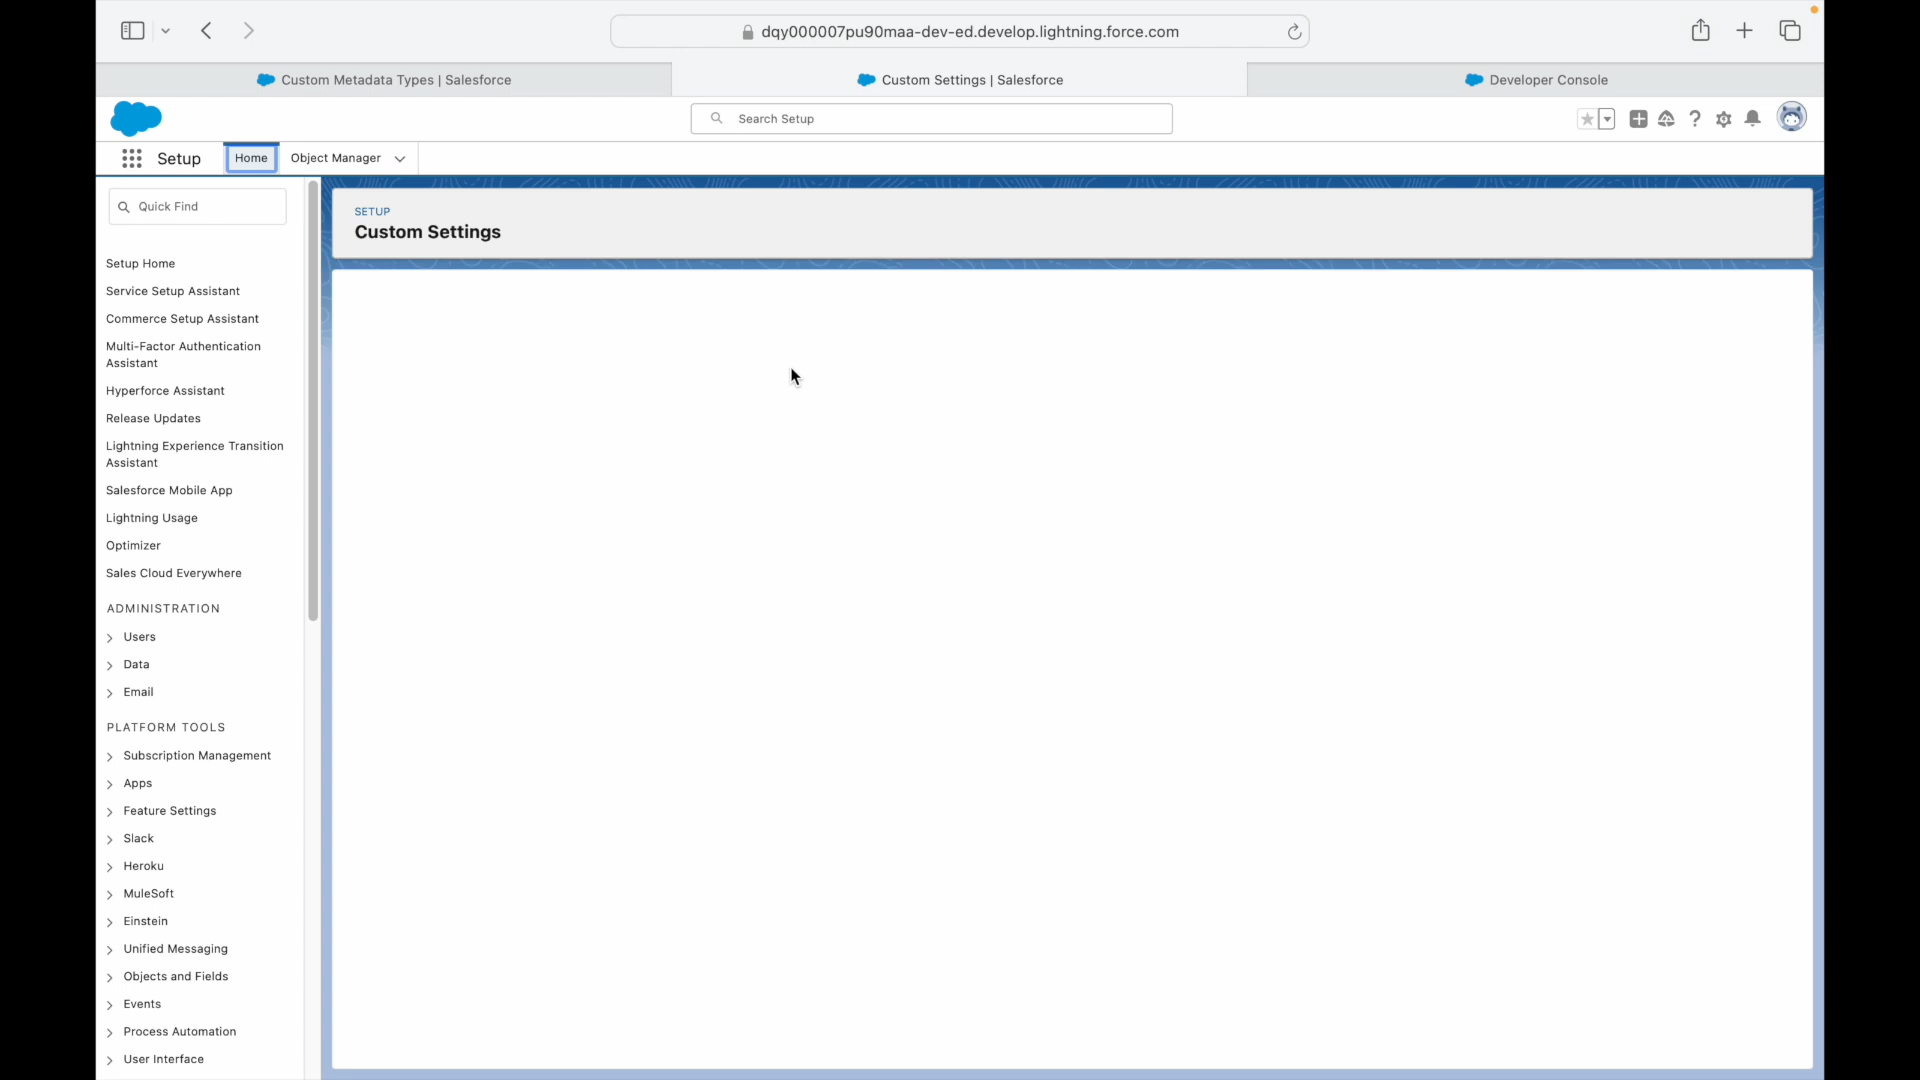 dqy000007pu90maa-dev-ed.develop.lightning.force.com
Custom Metadata Types | Salesforce
Custom Settings | Salesforce
Developer Console
Search Setup
Setup
Home
Object Manager
Quick Find
Setup Home
Service Setup Assistant
Commerce Setup Assistant
Multi-Factor Authentication
Assistant
Hyperforce Assistant
Release Updates
Lightning Experience Transition
Assistant
Salesforce Mobile App
Lightning Usage
Optimizer
Sales Cloud Everywhere
ADMINISTRATION
Users
Data
Email
PLATFORM TOOLS
Subscription Management
Apps
Feature Settings
Slack
Heroku
MuleSoft
Einstein
Unified Messaging
Objects and Fields
Events
Process Automation
User Interface
SETUP
Custom Settings